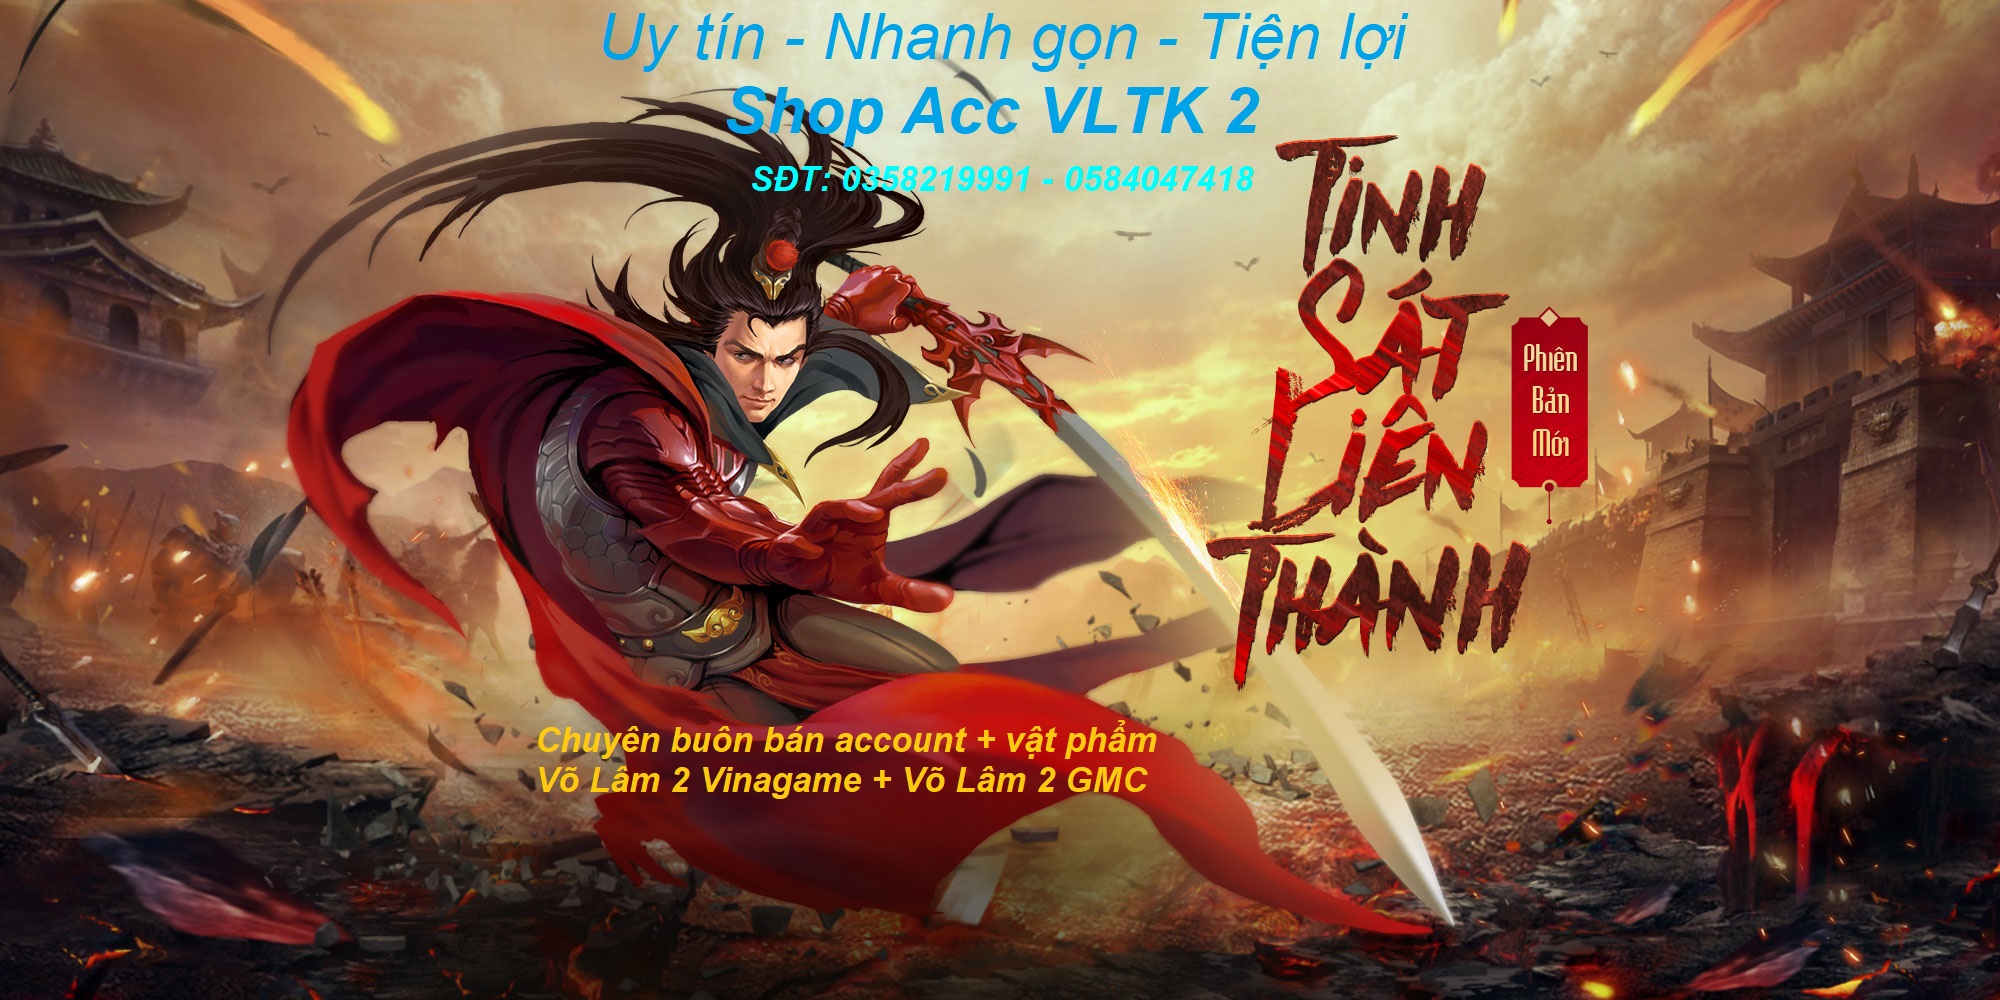 Uy tín - Nhanh gọn - Tiện lợi
Shop Acc VLTK 2
SĐT: 0358219991 - 0584047418
TINH
SÁT
LIÊN
THÀNH
Phiên
Bản
Mới
Chuyên buôn bán account + vật phẩm
Võ Lâm 2 Vinagame + Võ Lâm 2 GMC